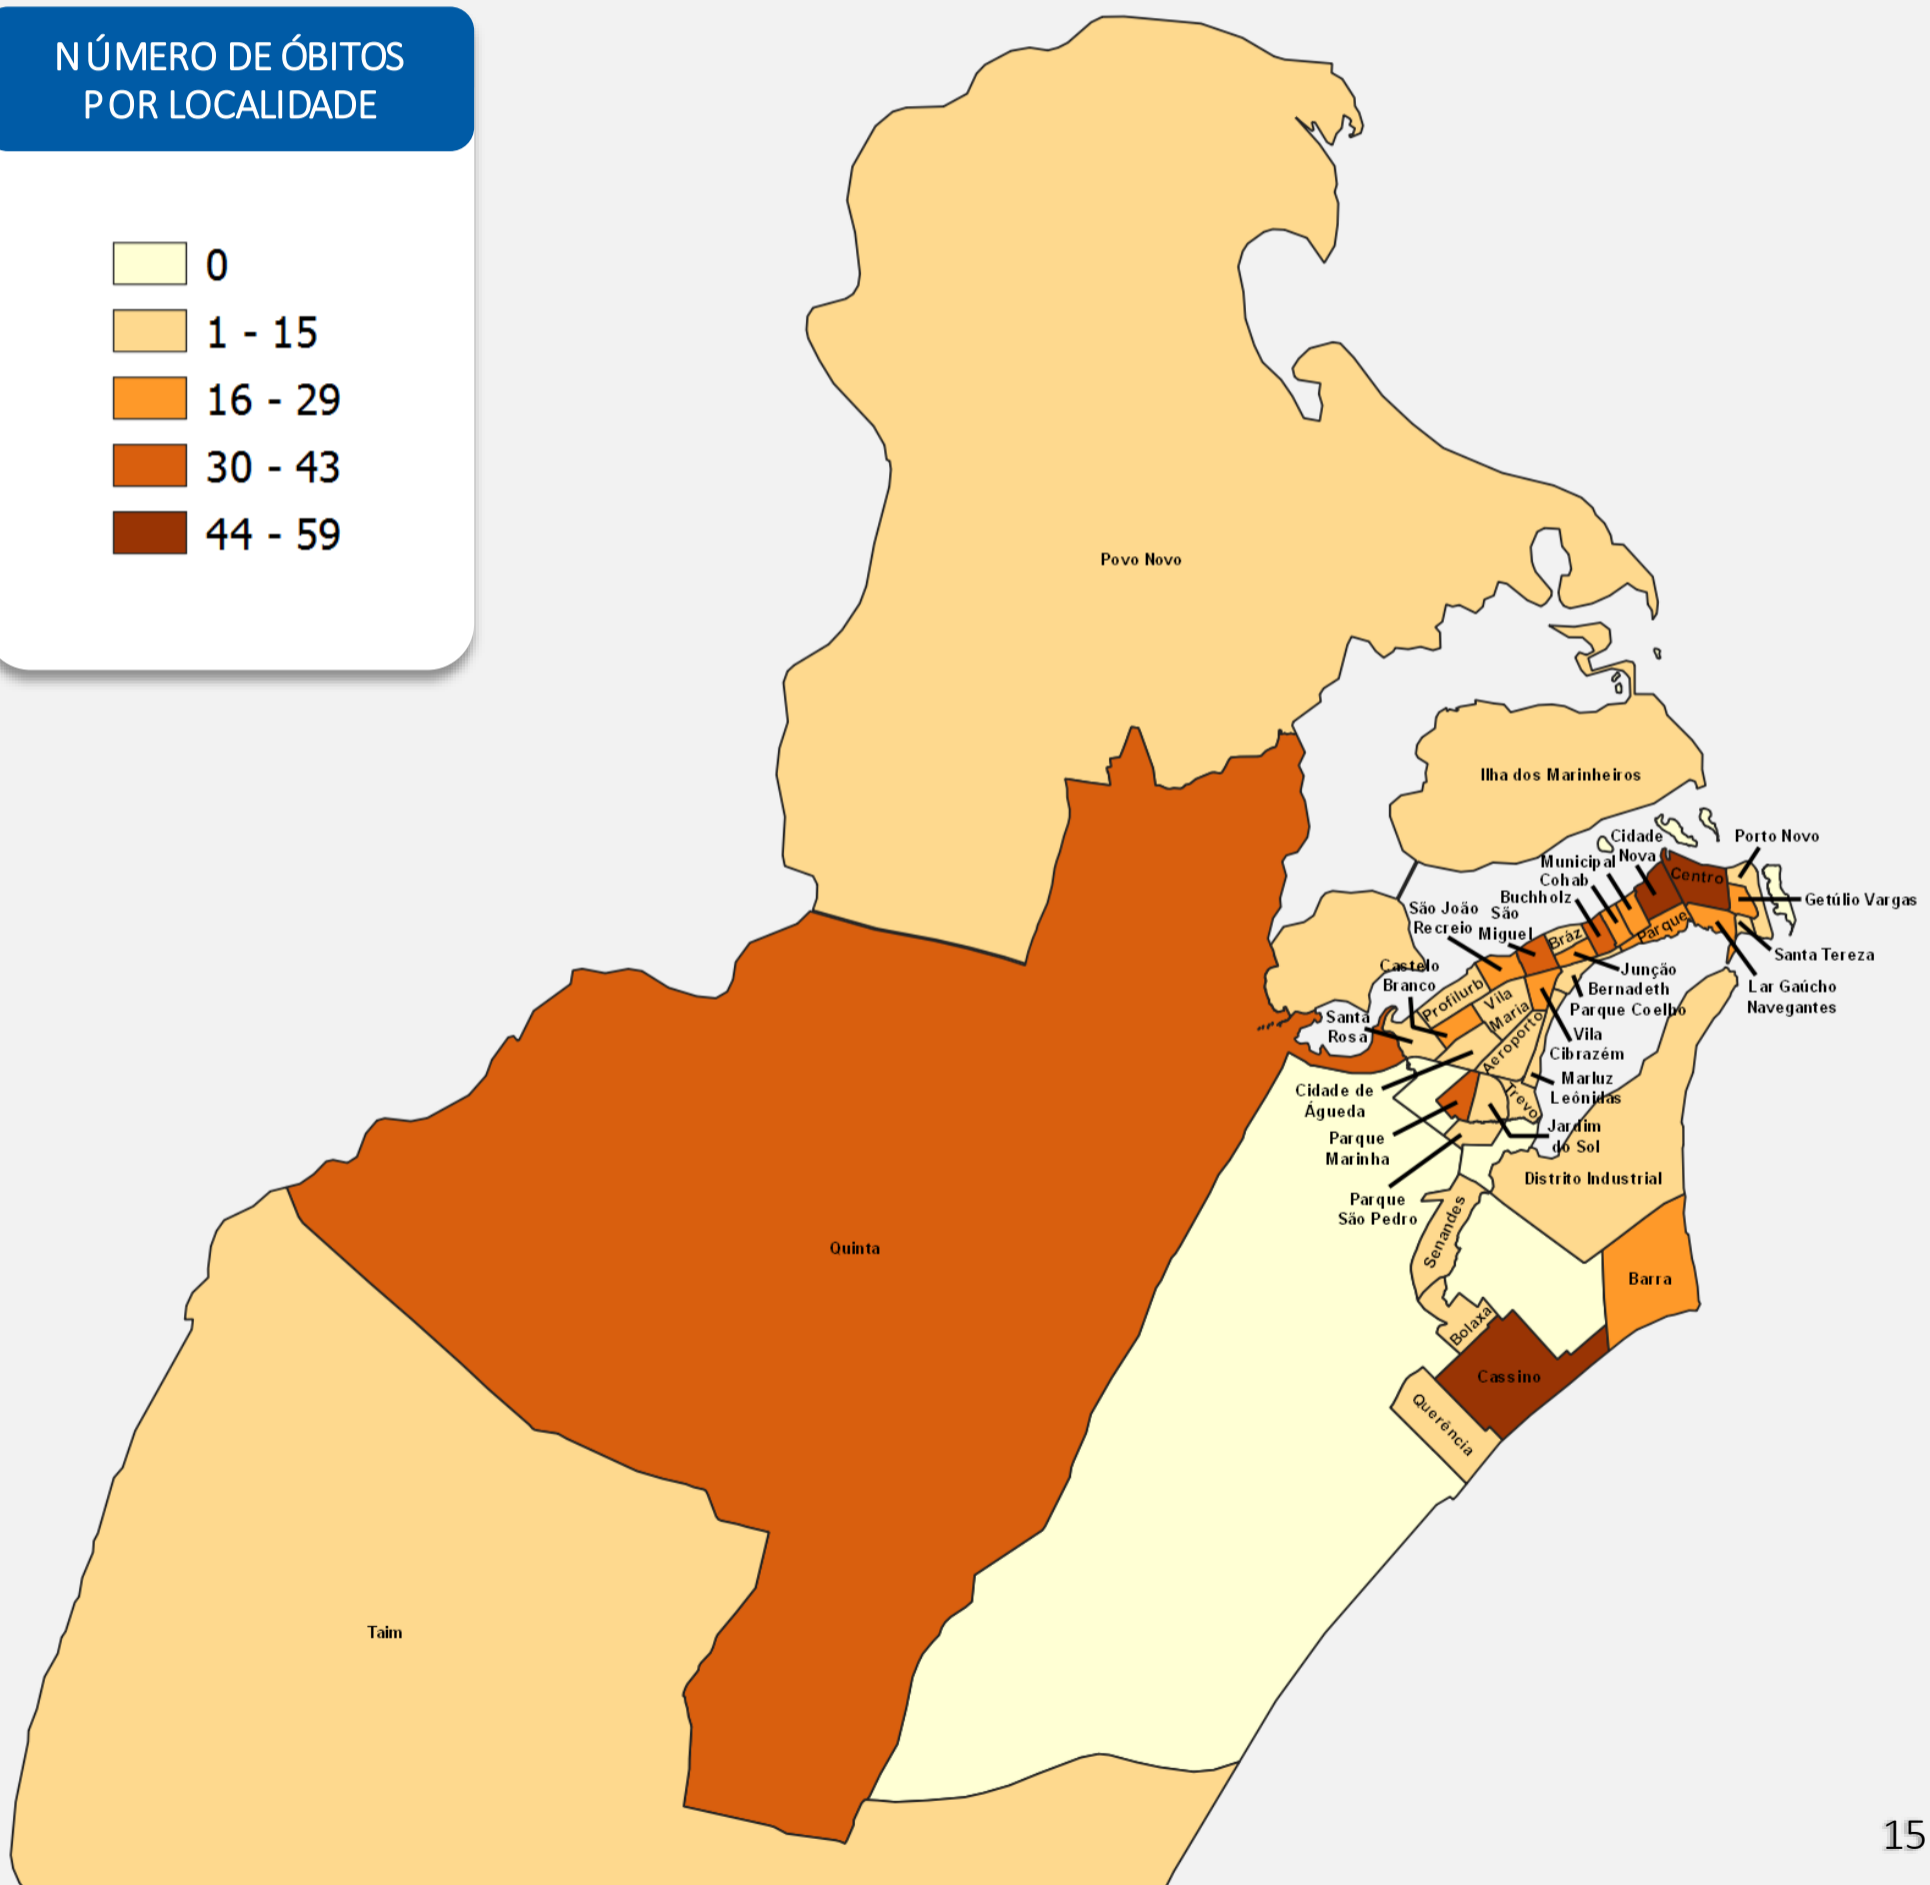 NÚMERO DE ÓBITOS
POR LOCALIDADE
0
1 - 15
16 - 29
30 - 43
44 - 59
Povo Novo
Ilha dos Marinheiros
Cidade
Nova
Porto Novo
Municipal
Cohab
Buchholz
Centro
Getúlio Vargas
São João
Recreio
São
Miguel
Bráz
Parque
Santa Tereza
Junção
Lar Gaúcho
Navegantes
Castelo
Branco
Bernadeth
Parque Coelho
Profilurb
Vila
Maria
Santa
Rosa
Vila
Cibrazém
Aeroporto
Cidade de
Águeda
Marluz
Leônidas
Trevo
Jardim
do Sol
Parque
Marinha
Distrito Industrial
Parque
São Pedro
Senandes
Quinta
Barra
Bolaxa
Cassino
Querência
Taim
15